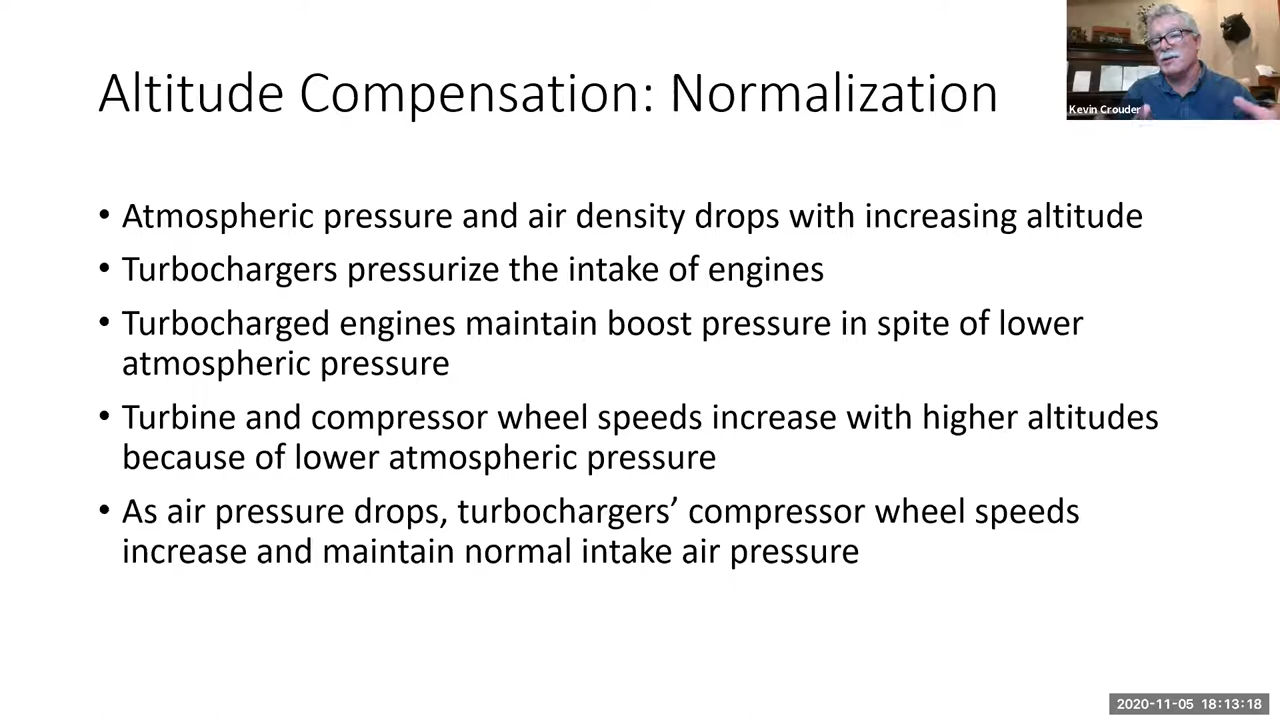 Altitude Compensation: Normalization
Kevin Crouder
• Atmospheric pressure and air density drops with increasing altitude
• Turbochargers pressurize the intake of engines
• Turbocharged engines maintain boost pressure in spite of lower
atmospheric pressure
• Turbine and compressor wheel speeds increase with higher altitudes
because of lower atmospheric pressure
• As air pressure drops, turbochargers’ compressor wheel speeds
increase and maintain normal intake air pressure
2020-11-05 18:13:18